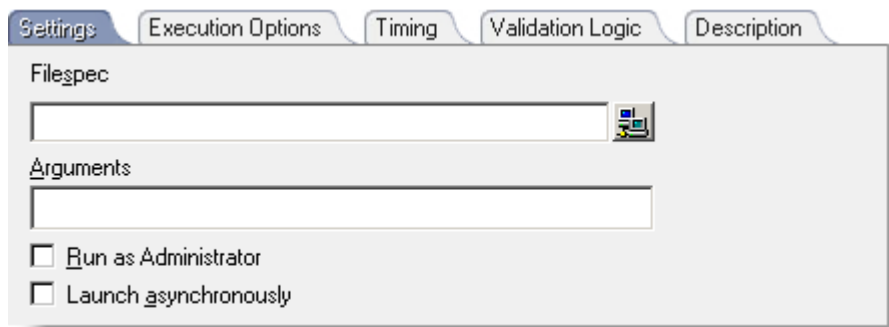 Settings Execution Options Timing Validation Logic Description
Filespec
Arguments
Run as Administrator
Launch asynchronously